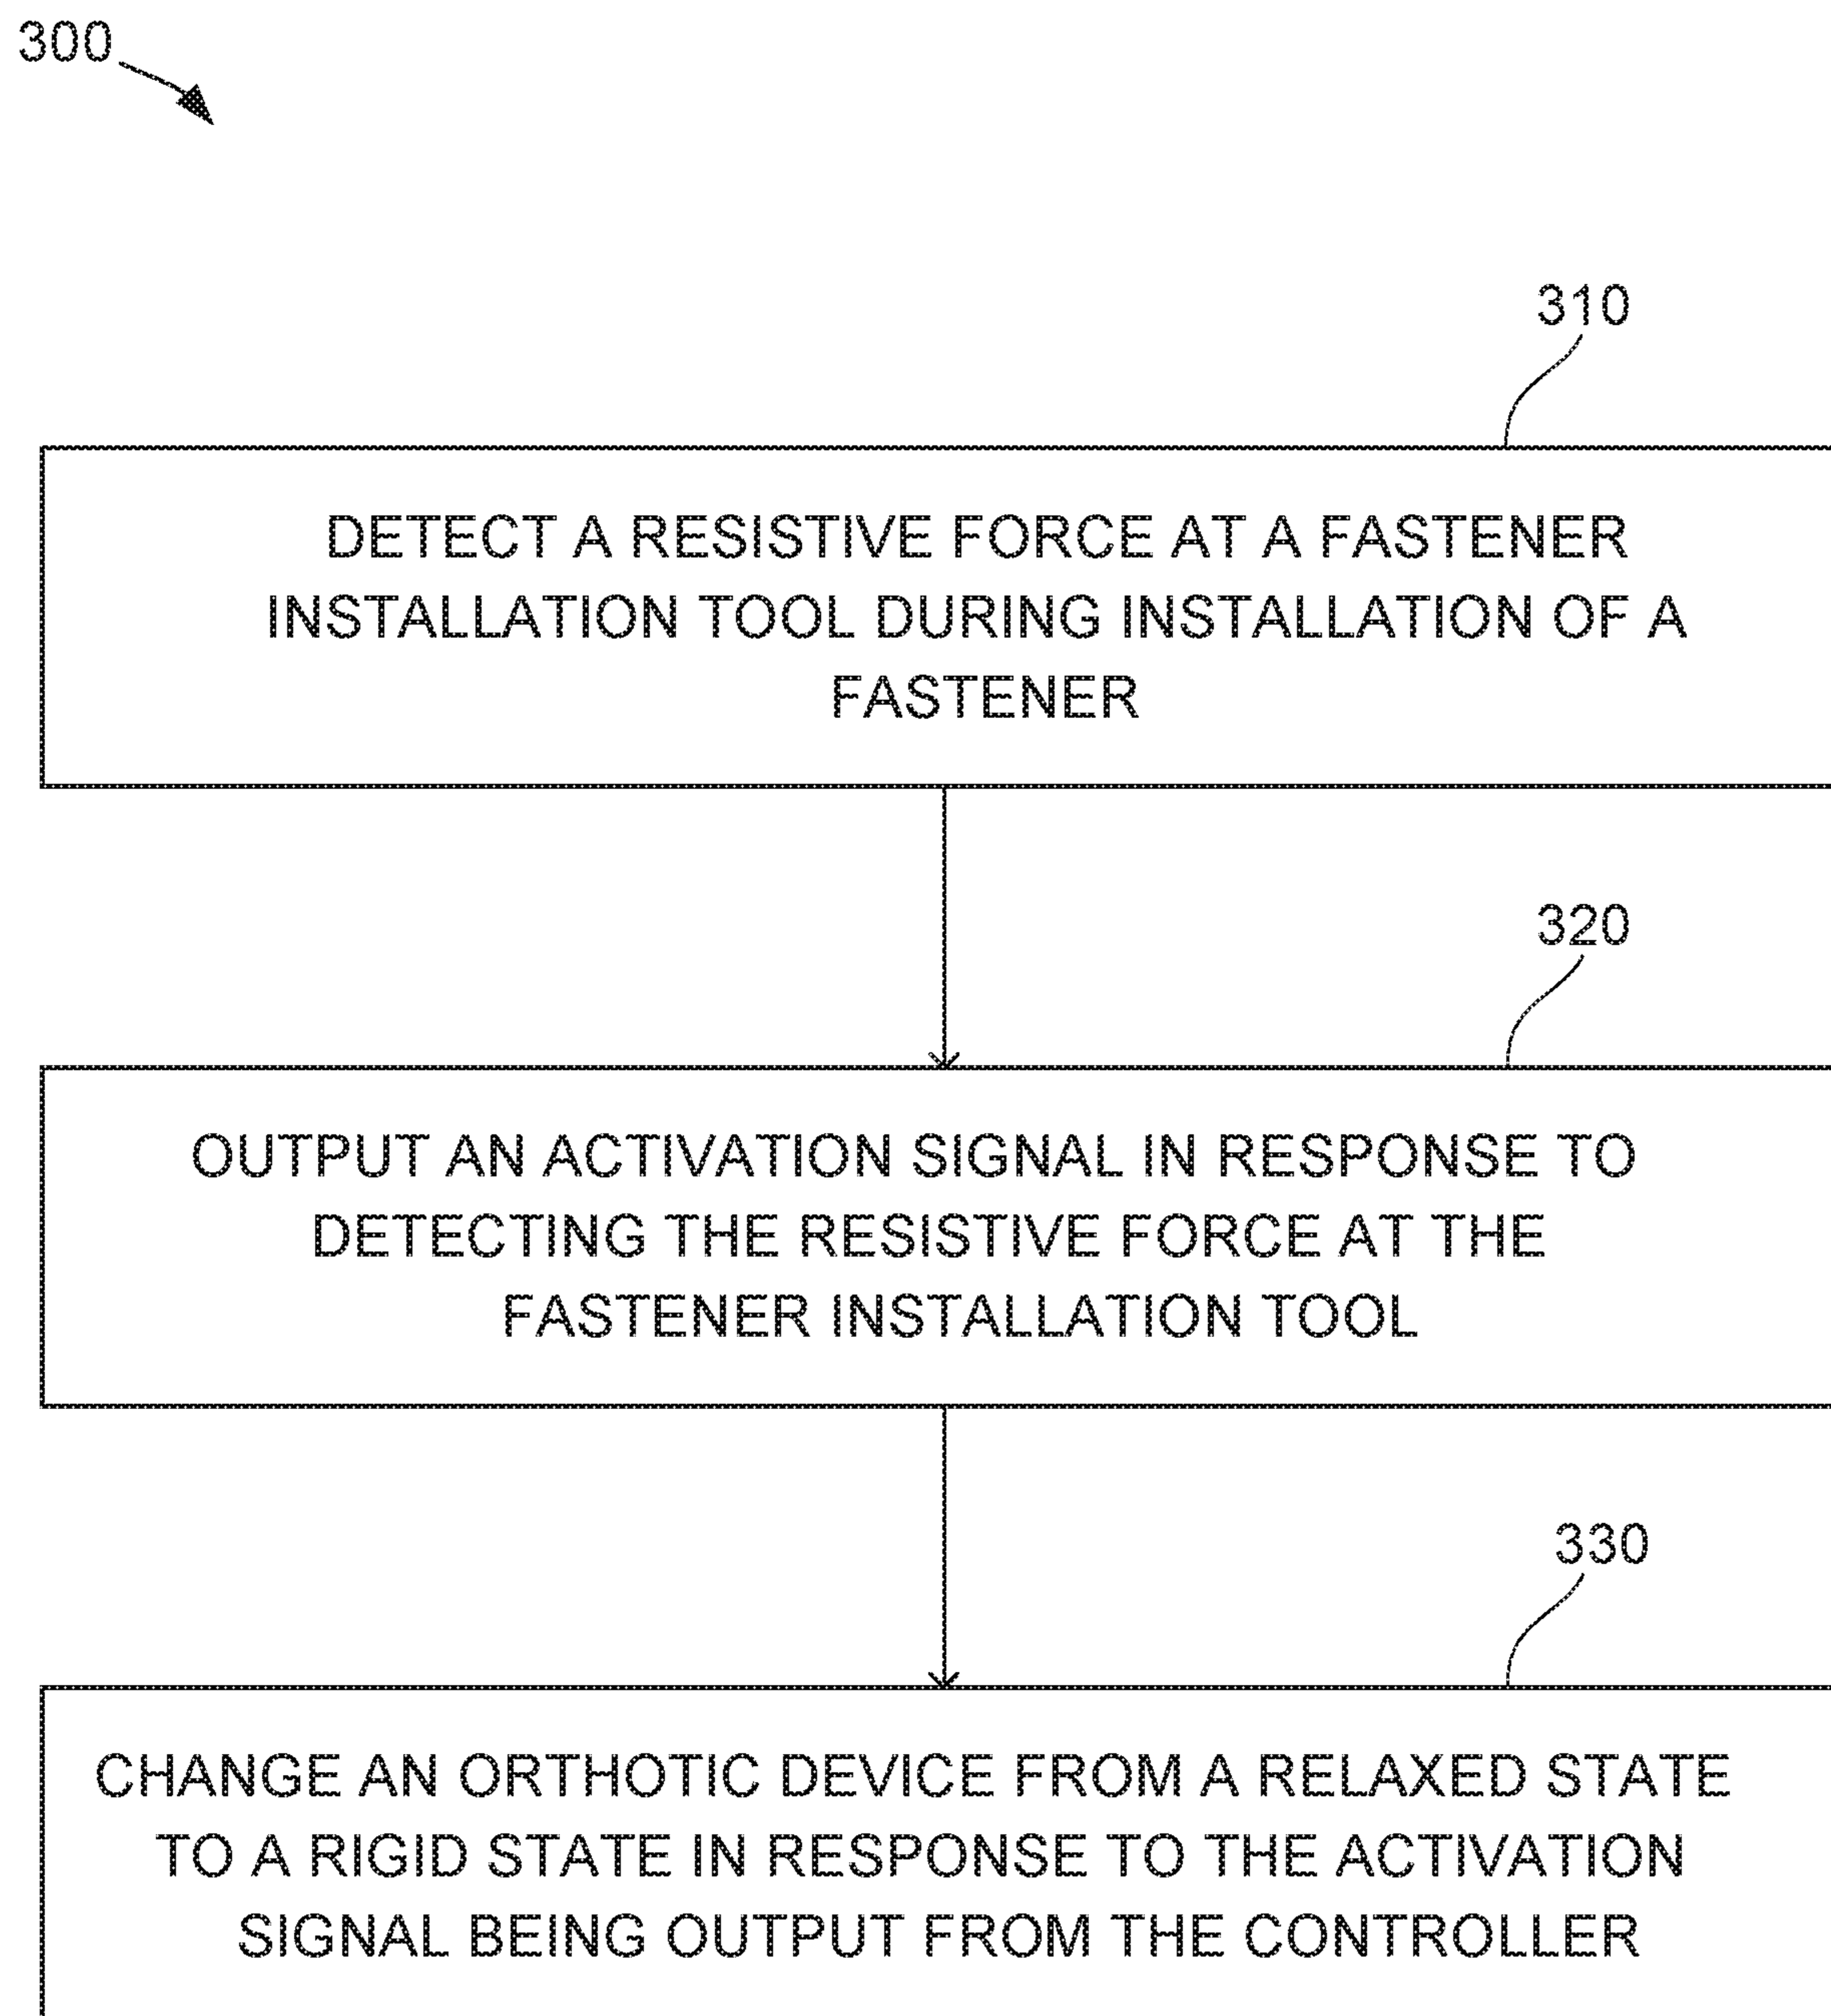 300
310
DETECT A RESISTIVE FORCE AT A FASTENER
INSTALLATION TOOL DURING INSTALLATION OF A
FASTENER
320
OUTPUT AN ACTIVATION SIGNAL IN RESPONSE TO
DETECTING THE RESISTIVE FORCE AT THE
FASTENER INSTALLATION TOOL
330
CHANGE AN ORTHOTIC DEVICE FROM A RELAXED STATE
TO A RIGID STATE IN RESPONSE TO THE ACTIVATION
SIGNAL BEING OUTPUT FROM THE CONTROLLER